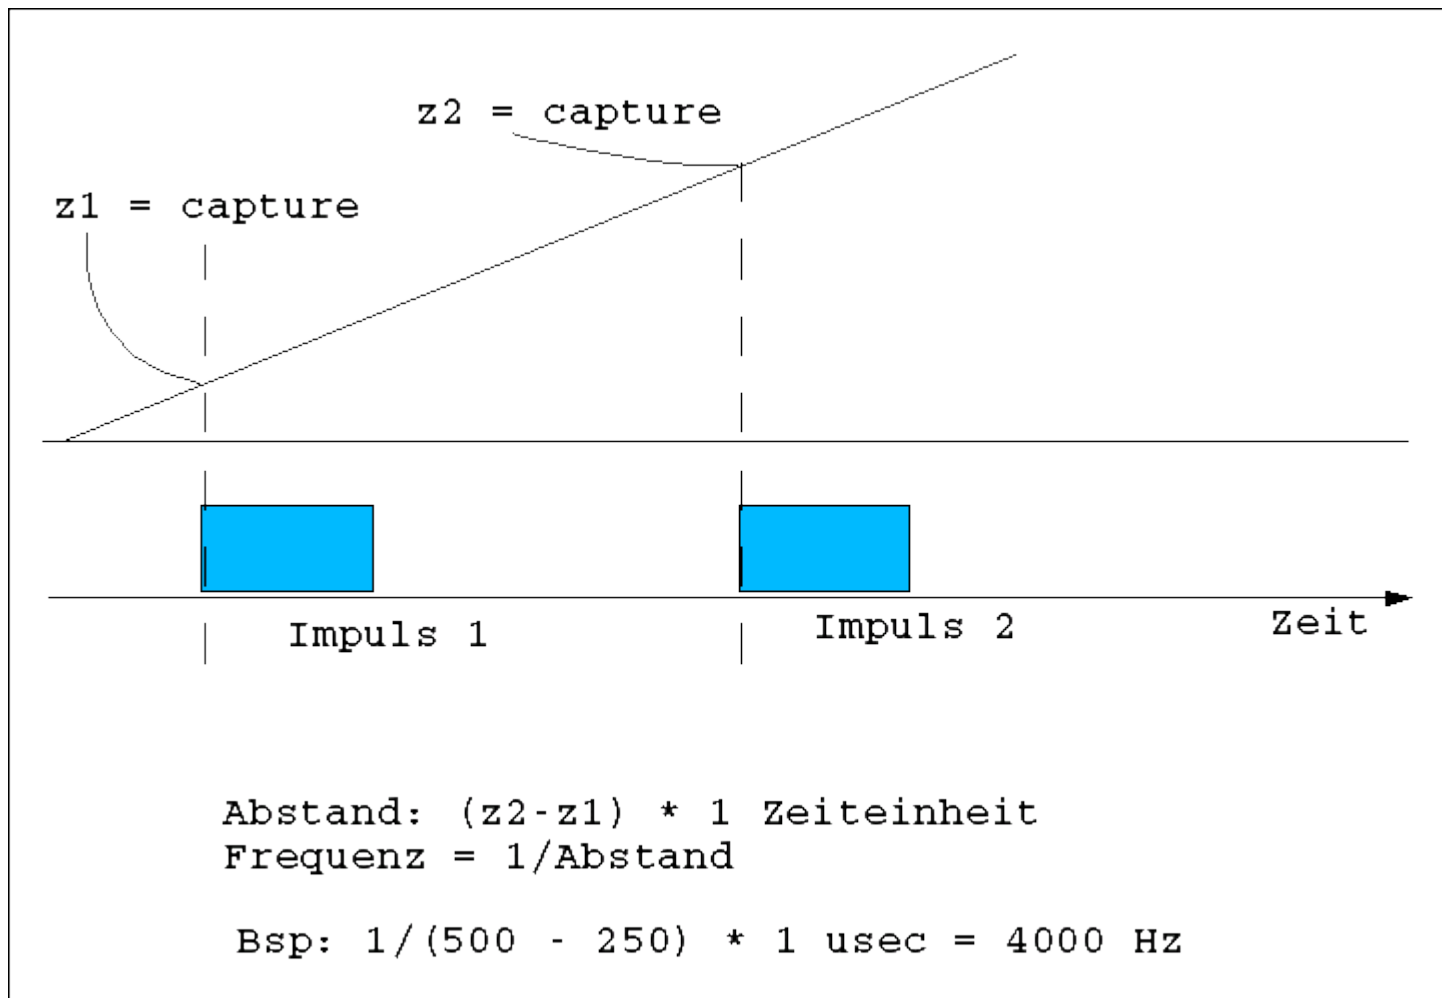 z2 = capture
z1 = capture
Impuls 1
Impuls 2
Zeit
Abstand: (z2-z1) * 1 Zeiteinheit
Frequenz = 1/Abstand
Bsp: 1/(500 - 250) * 1 usec = 4000 Hz